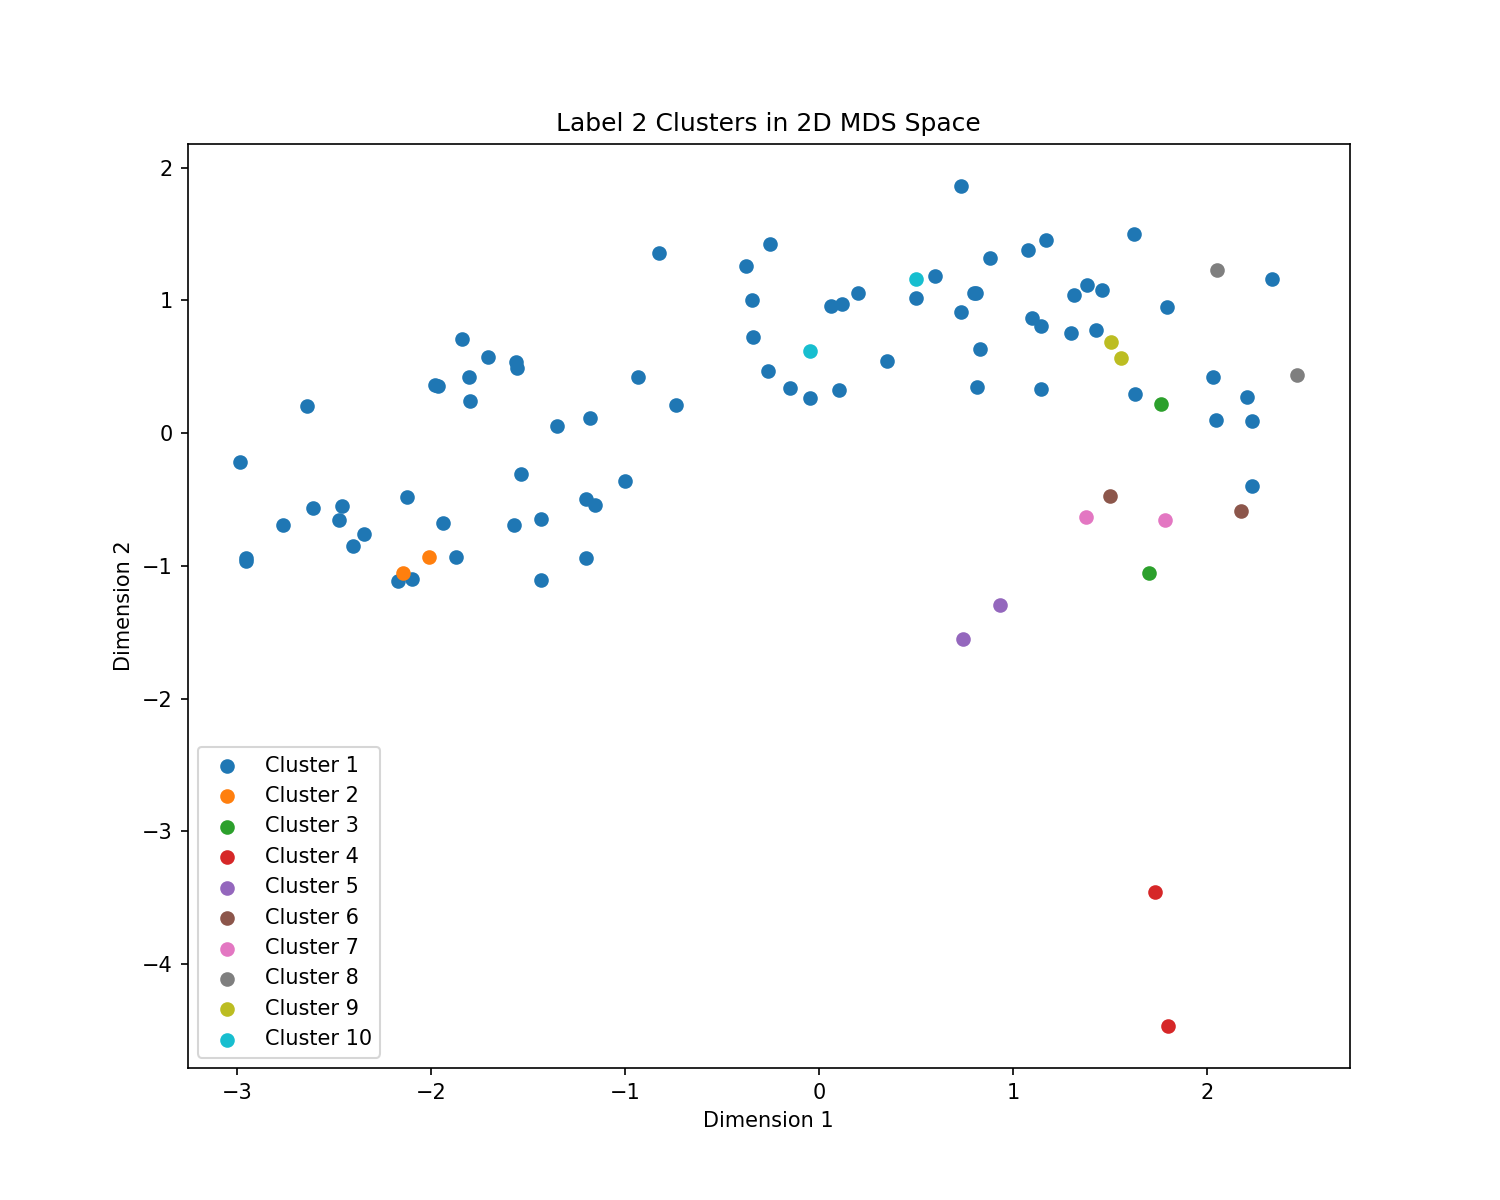 Label 2 Clusters in 2D MDS Space
2
1
0
−1
−2
−3
−4
Dimension 2
Cluster 1
Cluster 2
Cluster 3
Cluster 4
Cluster 5
Cluster 6
Cluster 7
Cluster 8
Cluster 9
Cluster 10
−3 −2 −1 0 1 2
Dimension 1